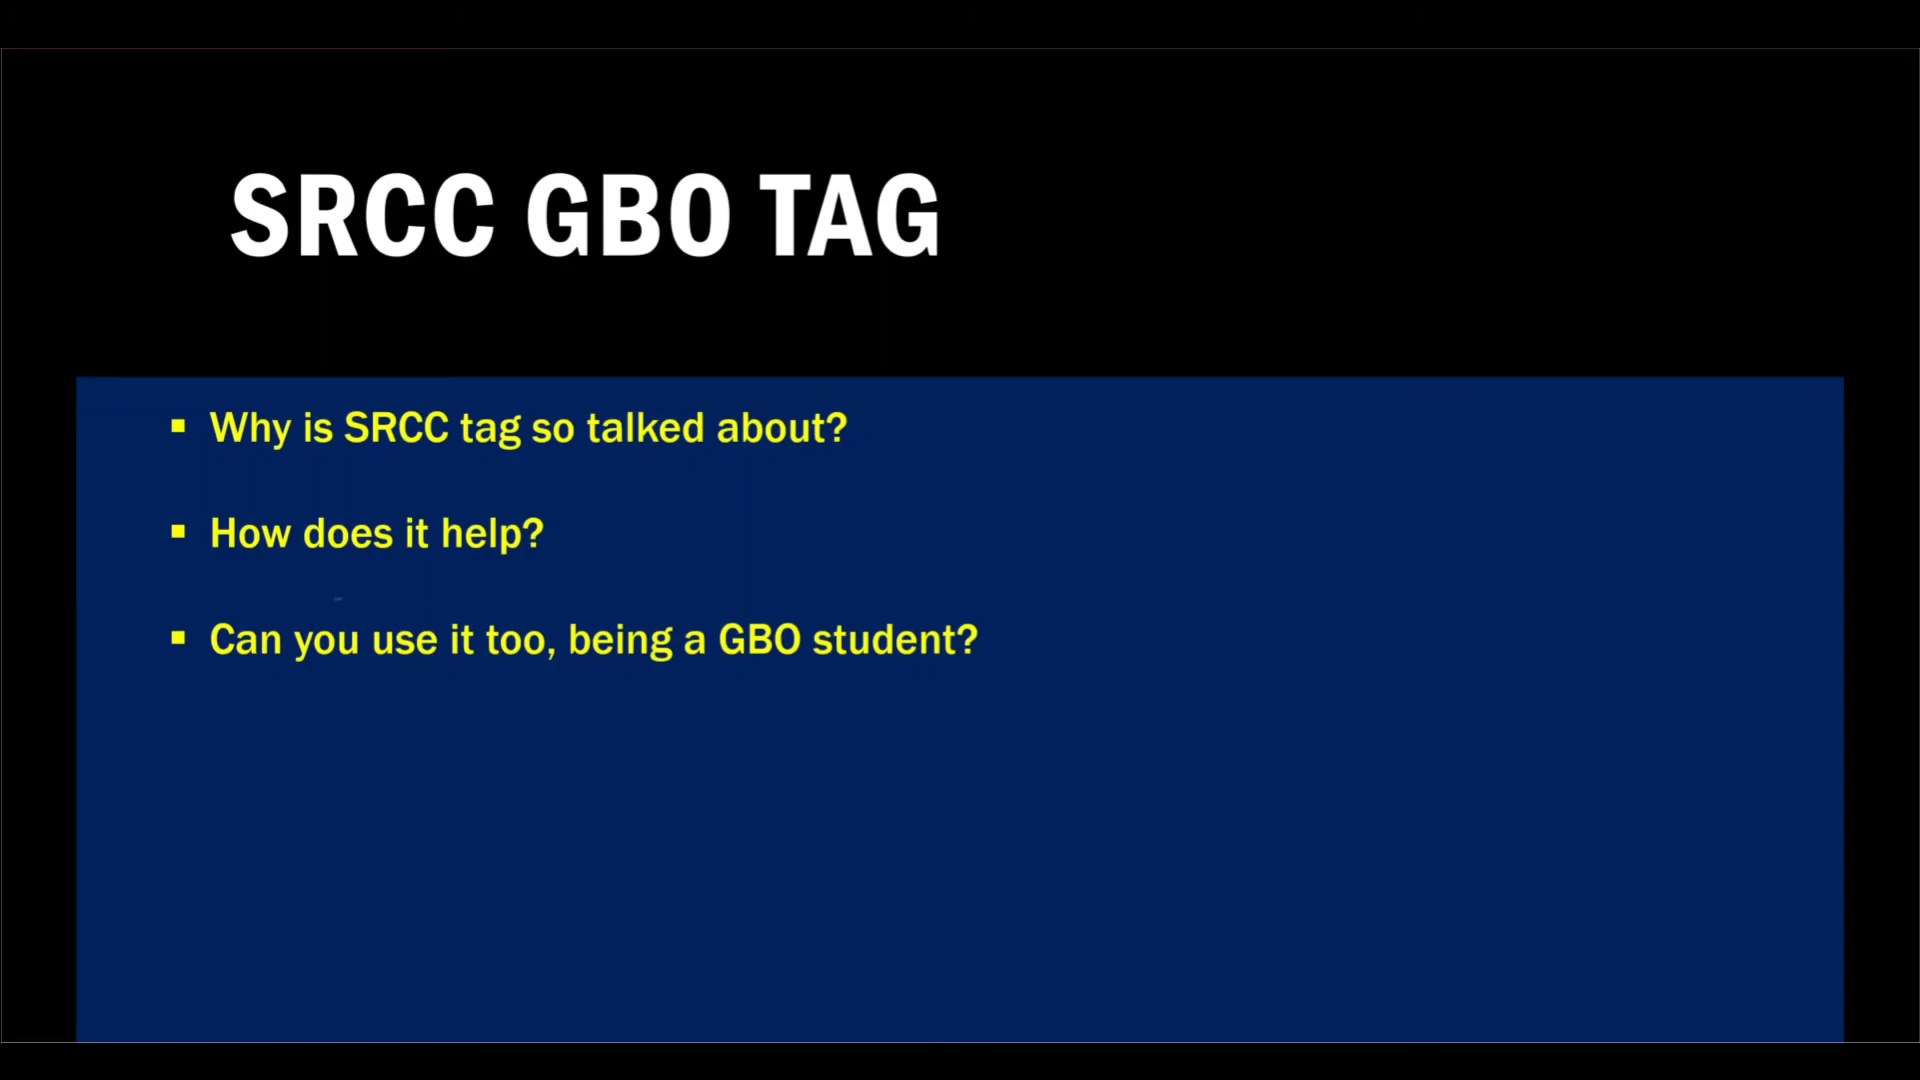 SRCC GBO TAG
▪ Why is SRCC tag so talked about?
▪ How does it help?
▪ Can you use it too, being a GBO student?